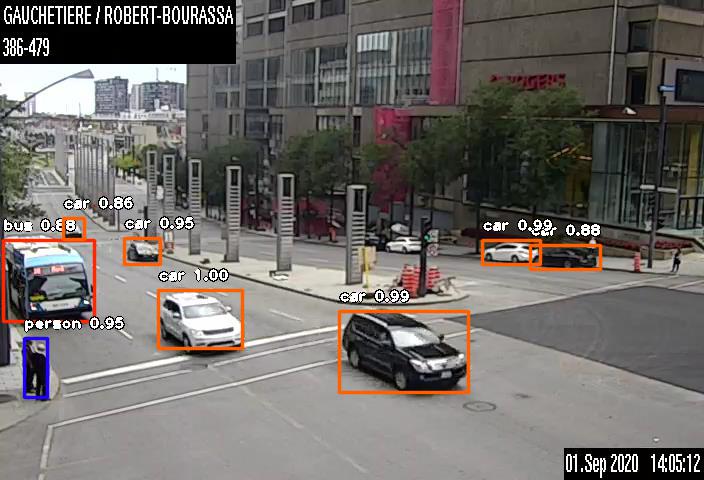 GAUCHETIERE / ROBERT-BOURASSA
386-479
ROGERS
car 0.86
bus 0.88
car 0.95
car 0.99
car 0.88
car 1.00
car 0.99
person 0.95
01.Sep 2020 14:05:12